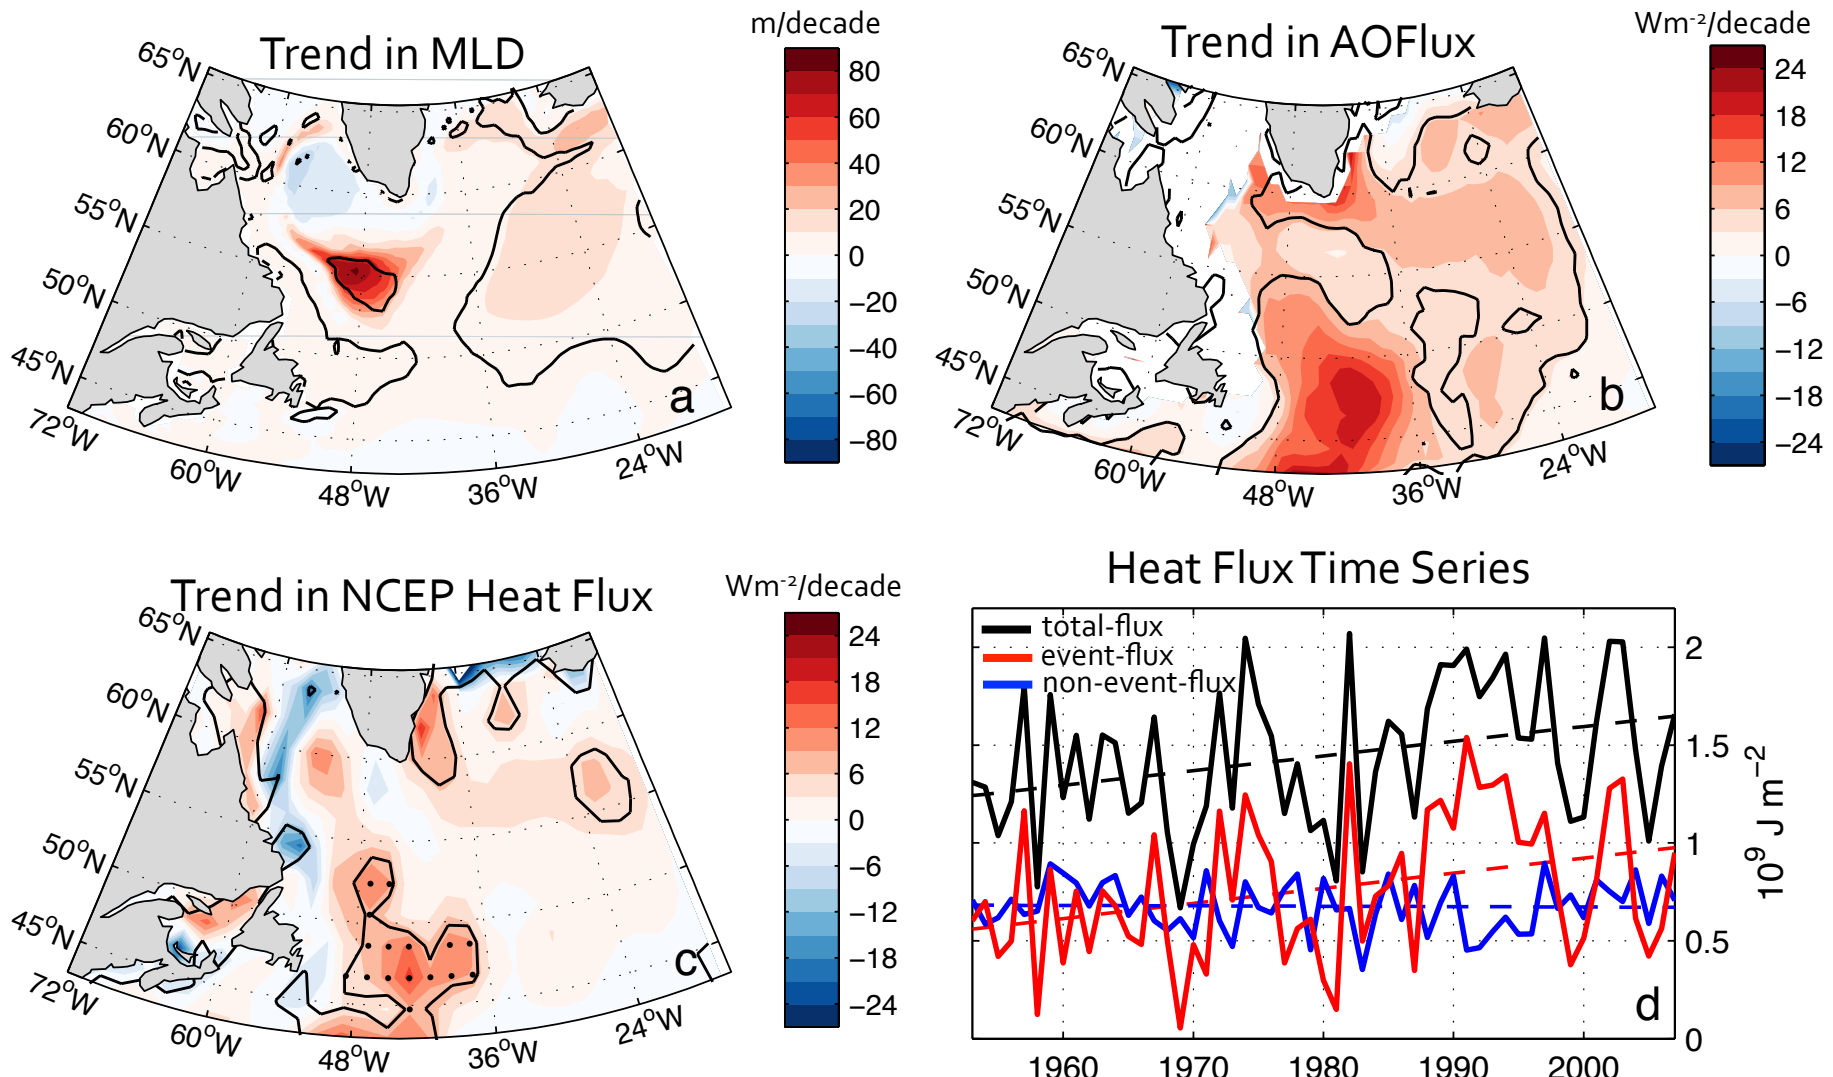 m/decade
Trend in MLD
65°N
60°N
55°N
50°N
45°N
72°W
60°W
48°W
36°W
24°W
80
60
40
20
0
−20
−40
−60
−80
a
Wm⁻²/decade
Trend in AOFlux
65°N
60°N
55°N
50°N
45°N
72°W
60°W
48°W
36°W
24°W
24
18
12
6
0
−6
−12
−18
−24
b
Wm⁻²/decade
Trend in NCEP Heat Flux
65°N
60°N
55°N
50°N
45°N
72°W
60°W
48°W
36°W
24°W
24
18
12
6
0
−6
−12
−18
−24
c
Heat Flux Time Series
total-flux
event-flux
non-event-flux
2
1.5
1
0.5
0
10⁹ J m⁻²
d
1960
1970
1980
1990
2000